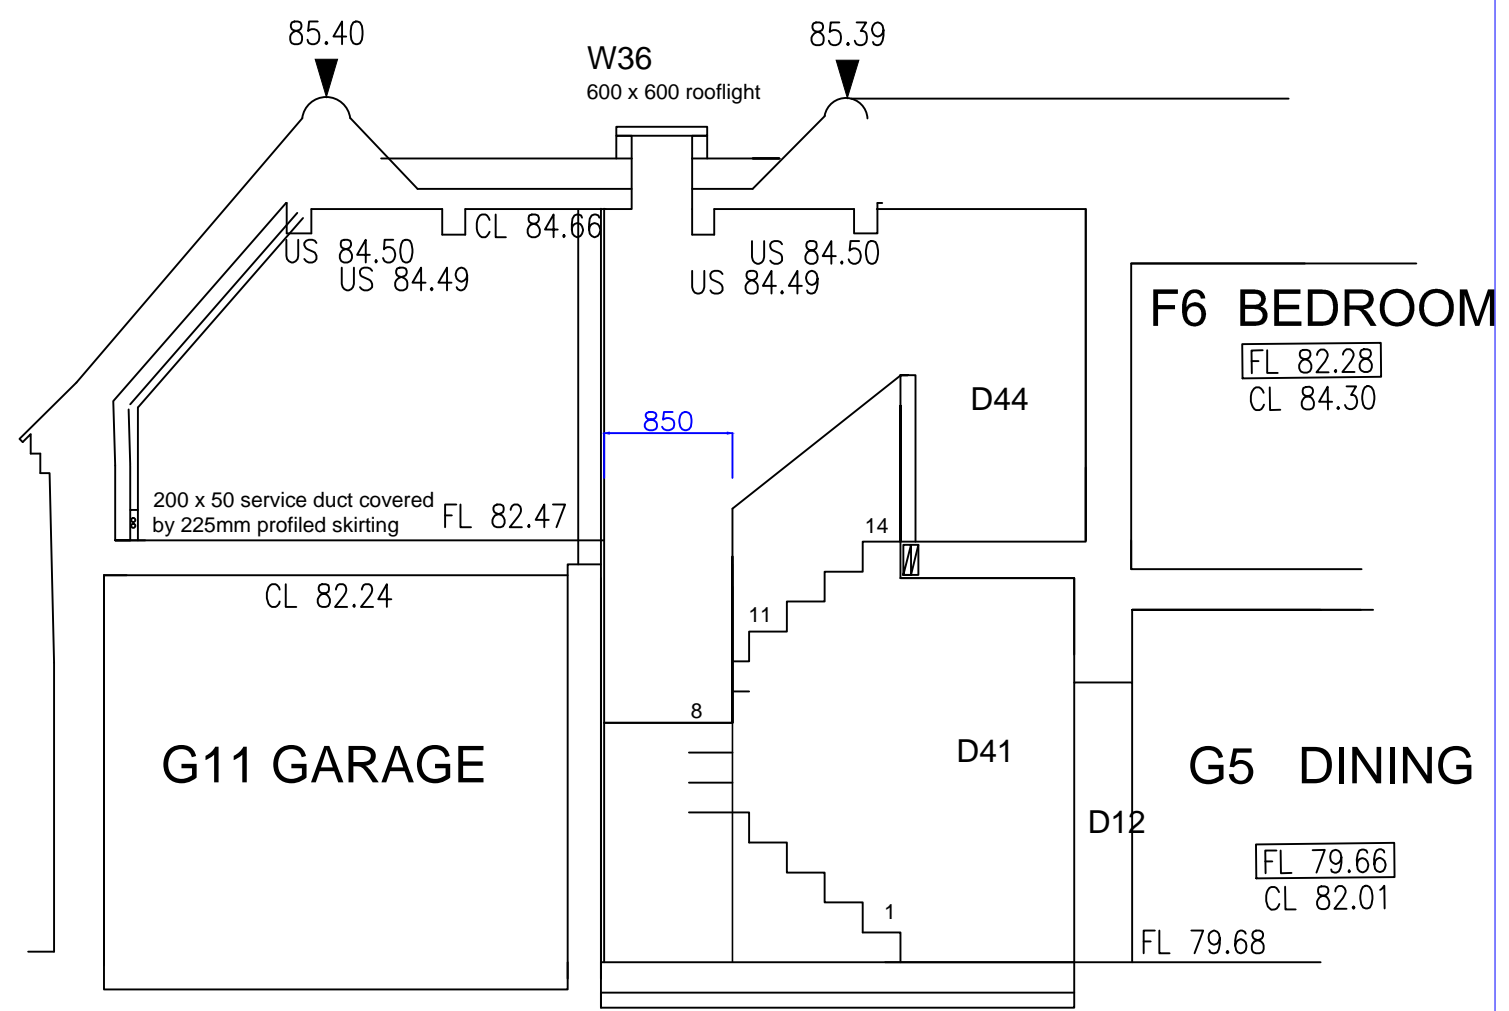 85.40
85.39
W36
600 x 600 rooflight
CL 84.66
US 84.50
US 84.49
US 84.50
US 84.49
F6 BEDROOM
FL 82.28
CL 84.30
D44
850
200 x 50 service duct covered
by 225mm profiled skirting
FL 82.47
14
CL 82.24
11
8
G11 GARAGE
D41
G5 DINING
D12
FL 79.66
CL 82.01
1
FL 79.68